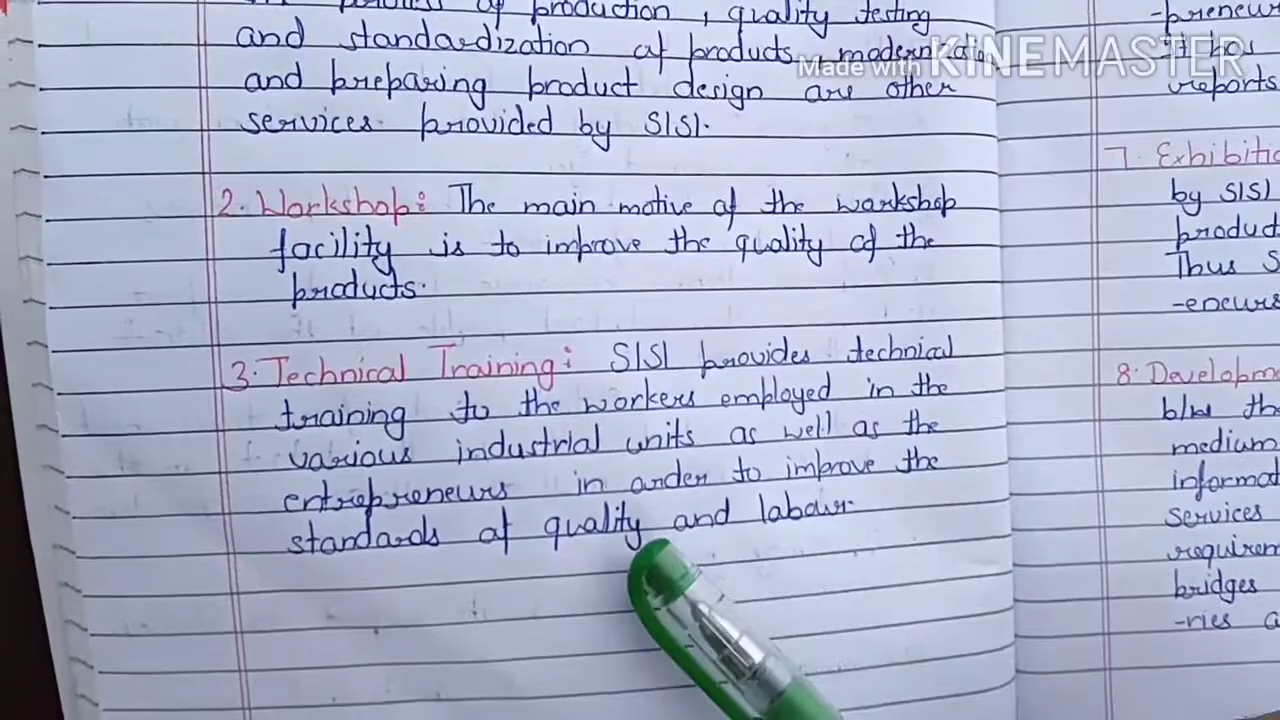 of production, quality testing
and standardization of products, modernization
and preparing product design are other
services provided by SISI.
2. Workshop: The main motive of the workshop
facility is to improve the quality of the
products.
3. Technical Training: SISI provides technical
training to the workers employed in the
various industrial units as well as the
entrepreneurs in order to improve the
standards of quality and labour.
Made with KINEMASTER
-preneur
it has
reports
7. Exhibitio
by SISI
product
Thus S
-eneurs
8. Developme
b/w th
medium
informat
services
requirem
bridges
-ries a